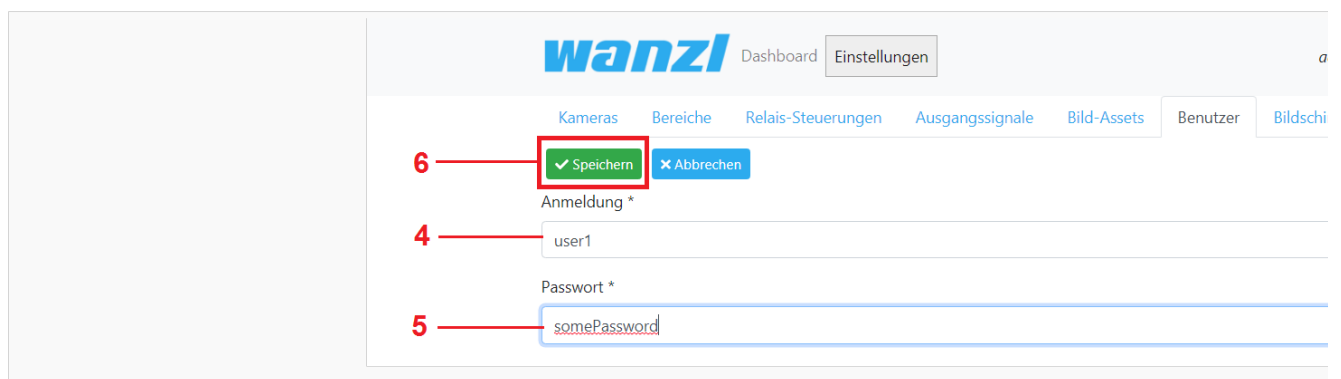 wanzl Dashboard Einstellungen a
Kameras Bereiche Relais-Steuerungen Ausgangssignale Bild-Assets Benutzer Bildschi
6 Speichern Abbrechen
Anmeldung *
4 user1
Passwort *
5 somePassword